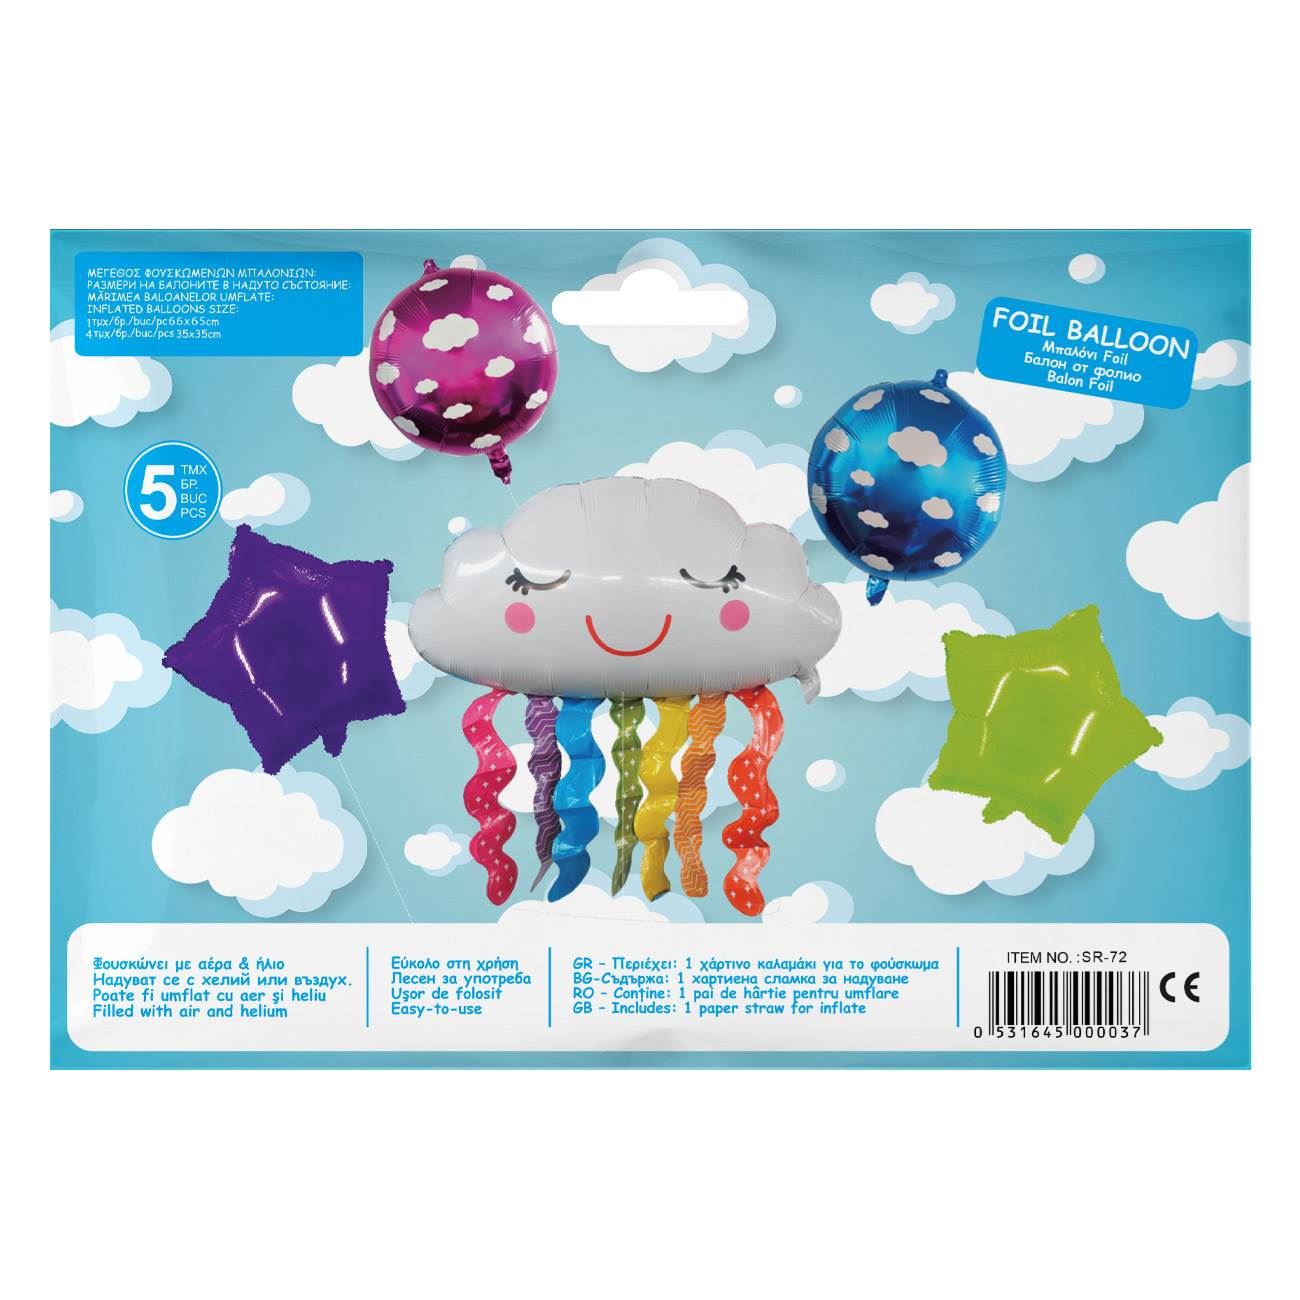 ΜΕΓΕΘΟΣ ΦΟΥΣΚΩΜΕΝΩΝ ΜΠΑΛΟΝΙΩΝ:
РАЗМЕРИ НА БАЛОНИТЕ В НАДУТО СЪСТОЯНИЕ:
MĂRIMEA BALOANELOR UMFLATE:
INFLATED BALLOONS SIZE:
1τμχ/бр./buc/pc66x65cm
4τμχ/бр./buc/pcs 35x35cm
FOIL BALLOON
Μπαλόνι Foil
Балон от фолио
Balon Foil
5
ΤΜΧ
БР.
BUC
PCS
Φουσκώνει με αέρα & ήλιο
Надуват се с хелий или въздух.
Poate fi umflat cu aer și heliu
Filled with air and helium
Εύκολο στη χρήση
Лесен за употреба
Ușor de folosit
Easy-to-use
GR - Περιέχει: 1 χάρτινο καλαμάκι για το φούσκωμα
BG-Съдържа: 1 хартиена сламка за надуване
RO - Conține: 1 pai de hârtie pentru umflare
GB - Includes: 1 paper straw for inflate
ITEM NO. :SR-72
0 531645 000037
CE